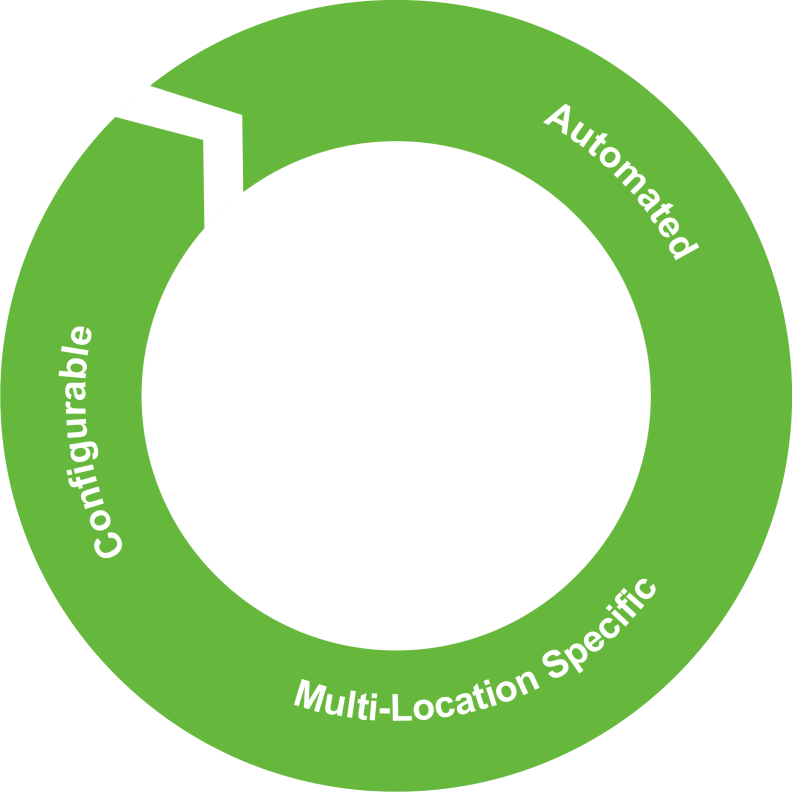 Automated
Multi-Location Specific
Configurable